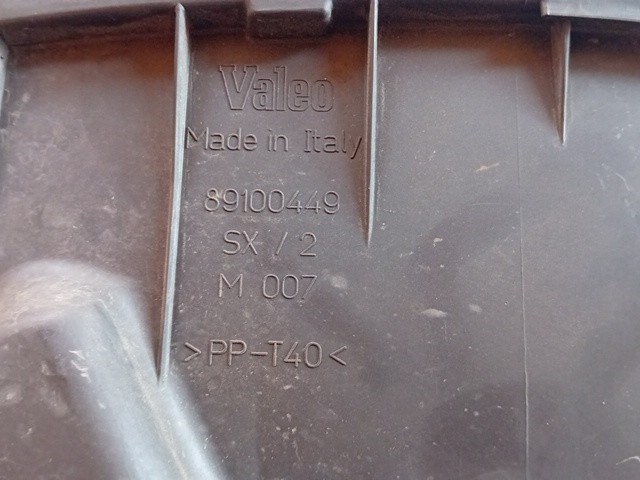 Valeo
Made in Italy
89100449
SX / 2
M 007
>PP-T40<